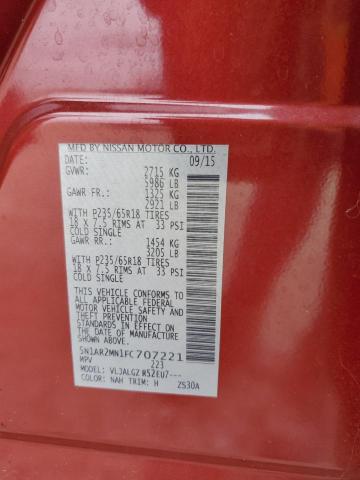 MFD BY NISSAN MOTOR CO., LTD.
DATE: 09/15
GVWR: 2715 KG
5986 LB
GAWR FR.: 1325 KG
2921 LB
WITH P235/65R18 TIRES
18 X 7.5 RIMS AT 33 PSI
COLD SINGLE
GAWR RR.: 1454 KG
3205 LB
WITH P235/65R18 TIRES
18 X 7.5 RIMS AT 33 PSI
COLD SINGLE
THIS VEHICLE CONFORMS TO
ALL APPLICABLE FEDERAL
MOTOR VEHICLE SAFETY
STANDARDS IN EFFECT ON THE
DATE OF MANUFACTURE
SHOWN ABOVE.
5N1AR2MN1FC707221
MPV 223
MODEL: VLJALGZ R52EU7---
COLOR: NAH TRIM: H ZS30A